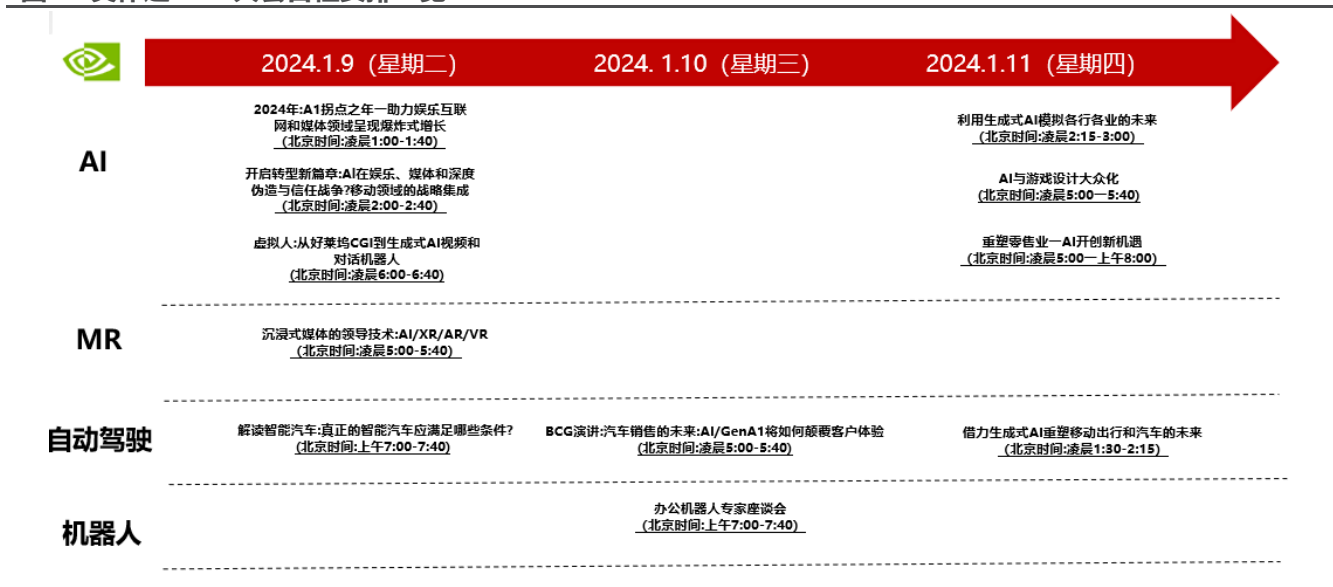 2024.1.9（星期二）
2024. 1.10（星期三）
2024.1.11（星期四）
AI
2024年:A1拐点之年一助力娱乐互联
网和媒体领域呈现爆炸式增长
(北京时间:凌晨1:00-1:40)
开启转型新篇章:AI在娱乐、媒体和深度
伪造与信任战争?移动领域的战略集成
(北京时间:凌晨2:00-2:40)
虚拟人:从好莱坞CGI到生成式AI视频和
对话机器人
(北京时间:凌晨6:00-6:40)
利用生成式AI模拟各行各业的未来
(北京时间:凌晨2:15-3:00)
AI与游戏设计大众化
(北京时间:凌晨5:00一5:40)
重塑零售业一AI开创新机遇
(北京时间:凌晨5:00一上午8:00)
MR
沉浸式媒体的领导技术:AI/XR/AR/VR
(北京时间:凌晨5:00-5:40)
自动驾驶
解读智能汽车:真正的智能汽车应满足哪些条件?
(北京时间:上午7:00-7:40)
BCG演讲:汽车销售的未来:AI/GenA1将如何颠覆客户体验
(北京时间:凌晨5:00-5:40)
借力生成式AI重塑移动出行和汽车的未来
(北京时间:凌晨1:30-2:15)
机器人
办公机器人专家座谈会
(北京时间:上午7:00-7:40)